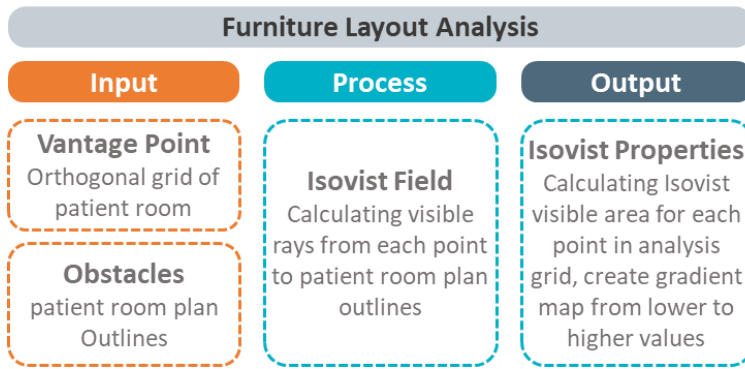 Furniture Layout Analysis
Input
Process
Output
Vantage Point
Orthogonal grid of
patient room
Obstacles
patient room plan
Outlines
Isovist Field
Calculating visible
rays from each point
to patient room plan
outlines
Isovist Properties
Calculating Isovist
visible area for each
point in analysis
grid, create gradient
map from lower to
higher values